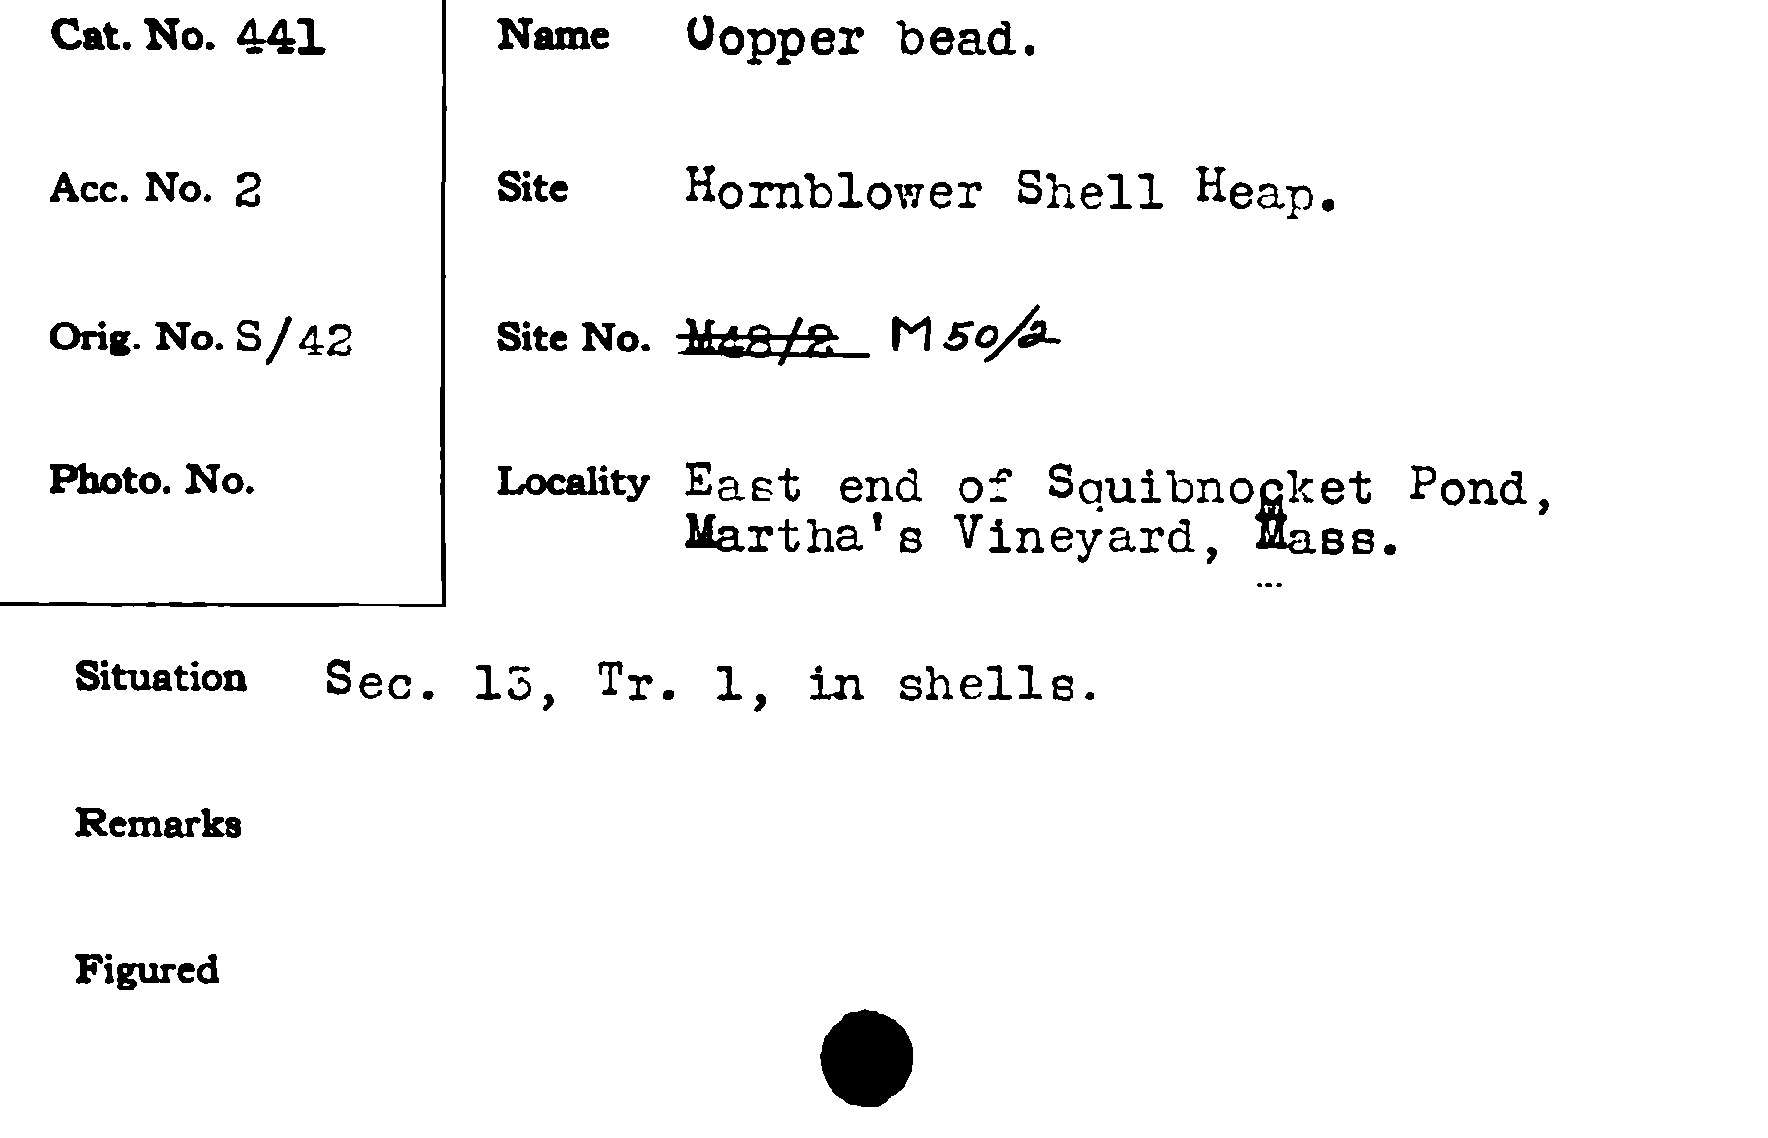 Cat. No. 441
Name Copper bead.
Acc. No. 2
Site Hornblower Shell Heap.
Orig. No. S/42
Site No. M48/2 M50/2
Photo. No.
Locality East end of Squibnocket Pond,
Martha's Vineyard, Mass.
Situation Sec. 13, Tr. 1, in shells.
Remarks
Figured